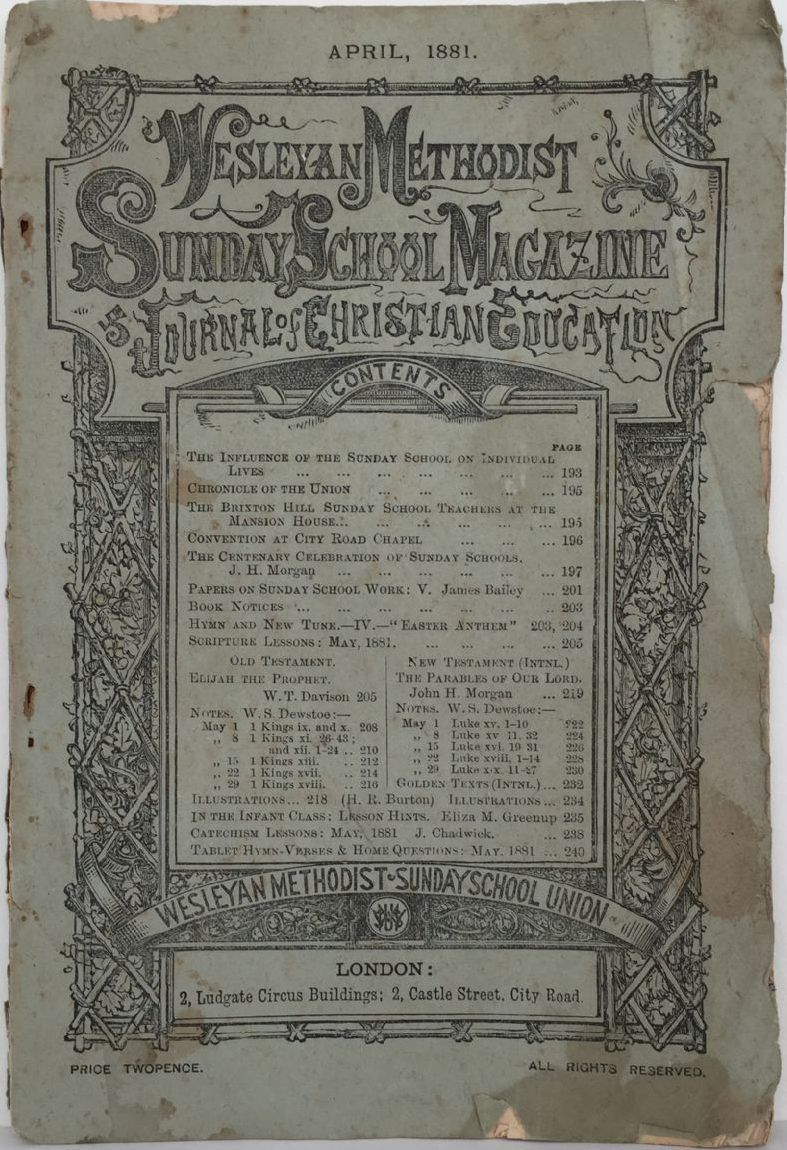 APRIL, 1881.
WESLEYAN METHODIST
SUNDAY SCHOOL MAGAZINE
& JOURNAL of CHRISTIAN EDUCATION
CONTENTS
PAGE
THE INFLUENCE OF THE SUNDAY SCHOOL ON INDIVIDUAL
LIVES ... ... ... ... ... ... ... 193
CHRONICLE OF THE UNION ... ... ... ... ... 195
THE BRIXTON HILL SUNDAY SCHOOL TEACHERS AT THE
MANSION HOUSE... ... ... ... ... ... 195
CONVENTION AT CITY ROAD CHAPEL ... ... ... 196
THE CENTENARY CELEBRATION OF SUNDAY SCHOOLS.
J. H. Morgan ... ... ... ... ... ... 197
PAPERS ON SUNDAY SCHOOL WORK: V. James Bailey ... 201
BOOK NOTICES ... ... ... ... ... ... ... 203
HYMN AND NEW TUNE.—IV.—"EASTER ANTHEM" 203, 204
SCRIPTURE LESSONS: MAY, 1881. ... ... ... ... 205
OLD TESTAMENT.
ELIJAH THE PROPHET.
W. T. Davison 205
NOTES. W. S. Dewstoe:—
May 1 1 Kings ix. and x. 208
„ 8 1 Kings xi. 26-43;
and xii. 1-24 .. 210
„ 15 1 Kings xiii. .. 212
„ 22 1 Kings xvii. .. 214
„ 29 1 Kings xviii. .. 216
ILLUSTRATIONS... 218
NEW TESTAMENT (INTNL.)
THE PARABLES OF OUR LORD.
John H. Morgan ... 219
NOTES. W. S. Dewstoe:—
May 1 Luke xv. 1-10 222
„ 8 Luke xv 11, 32 224
„ 15 Luke xvi. 19 31 226
„ 22 Luke xviii. 1-14 228
„ 29 Luke xix. 11-27 230
GOLDEN TEXTS (INTNL.)... 232
(H. R. Burton) ILLUSTRATIONS... 234
IN THE INFANT CLASS: LESSON HINTS. Eliza M. Greenup 235
CATECHISM LESSONS: MAY, 1881 J. Chadwick. ... 238
TABLET HYMN-VERSES & HOME QUESTIONS: MAY, 1881 ... 240
WESLEYAN METHODIST SUNDAY SCHOOL UNION
LONDON:
2, Ludgate Circus Buildings; 2, Castle Street, City Road.
PRICE TWOPENCE.
ALL RIGHTS RESERVED.